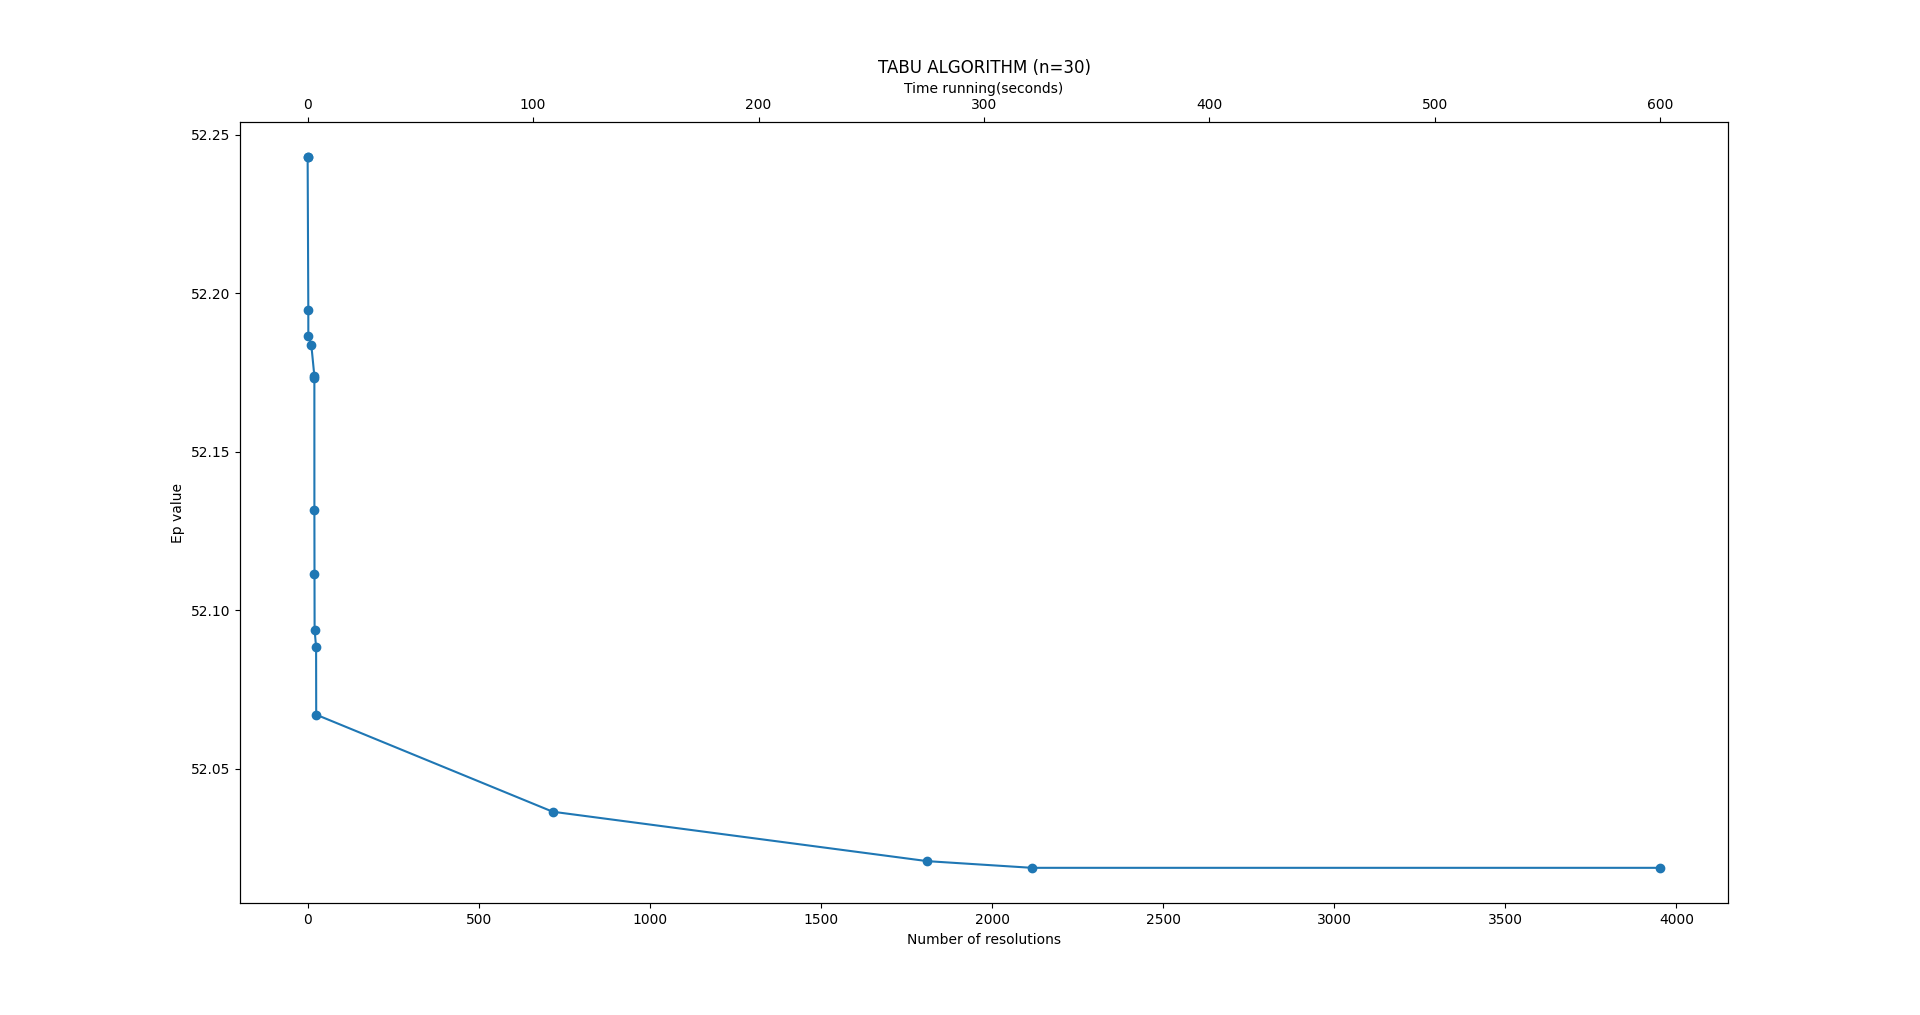 TABU ALGORITHM (n=30)
Time running(seconds)
0 100 200 300 400 500 600
52.25
52.20
52.15
52.10
52.05
Ep value
0 500 1000 1500 2000 2500 3000 3500 4000
Number of resolutions